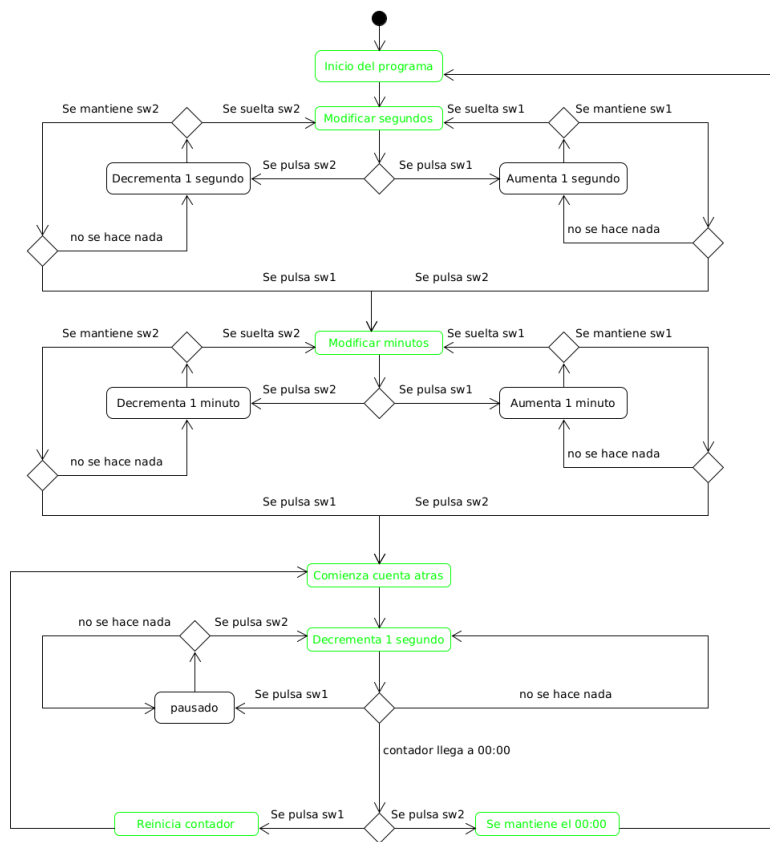 Inicio del programa
Se mantiene sw2
Se suelta sw2
Modificar segundos
Se suelta sw1
Se mantiene sw1
Decrementa 1 segundo
Se pulsa sw2
Se pulsa sw1
Aumenta 1 segundo
no se hace nada
no se hace nada
Se pulsa sw1
Se pulsa sw2
Se mantiene sw2
Se suelta sw2
Modificar minutos
Se suelta sw1
Se mantiene sw1
Decrementa 1 minuto
Se pulsa sw2
Se pulsa sw1
Aumenta 1 minuto
no se hace nada
no se hace nada
Se pulsa sw1
Se pulsa sw2
Comienza cuenta atras
no se hace nada
Se pulsa sw2
Decrementa 1 segundo
pausado
Se pulsa sw1
no se hace nada
contador llega a 00:00
Reinicia contador
Se pulsa sw1
Se pulsa sw2
Se mantiene el 00:00